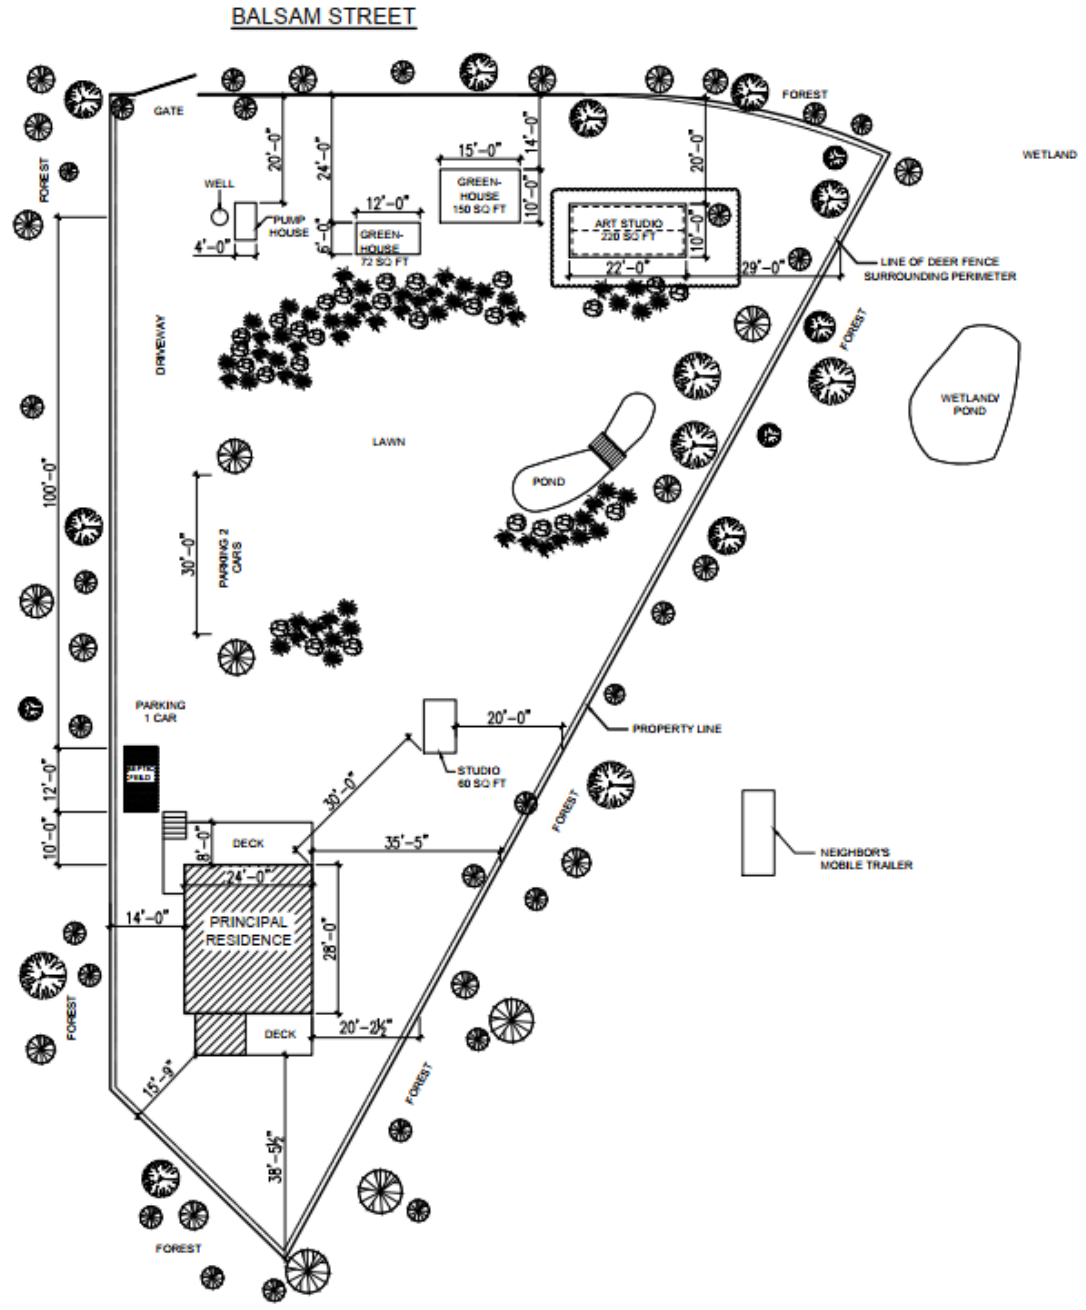 BALSAM STREET
FOREST
GATE
WETLAND
FOREST
20'-0"
24'-0"
14'-0"
20'-0"
15'-0"
GREEN-
HOUSE
150 SQ FT
10'-0"
WELL
PUMP
HOUSE
4'-0"
12'-0"
GREEN-
HOUSE
72 SQ FT
6'-0"
ART STUDIO
220 SQ FT
10'-0"
22'-0"
29'-0"
LINE OF DEER FENCE
SURROUNDING PERIMETER
DRIVEWAY
FOREST
WETLAND/
POND
LAWN
POND
100'-0"
30'-0"
PARKING 2
CARS
PARKING
1 CAR
20'-0"
PROPERTY LINE
STUDIO
60 SQ FT
SEPTIC
FIELD
12'-0"
30'-0"
FOREST
10'-0"
8'-0"
DECK
35'-5"
NEIGHBOR'S
MOBILE TRAILER
24'-0"
14'-0"
PRINCIPAL
RESIDENCE
28'-0"
FOREST
DECK
20'-2½"
15'-9"
FOREST
38'-5½"
FOREST